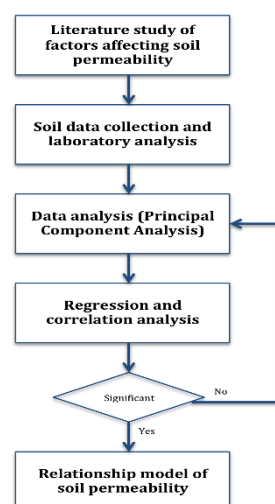 Literature study of
factors affecting soil
permeability
Soil data collection and
laboratory analysis
Data analysis (Principal
Component Analysis)
Regression and
correlation analysis
Significant
No
Yes
Relationship model of
soil permeability